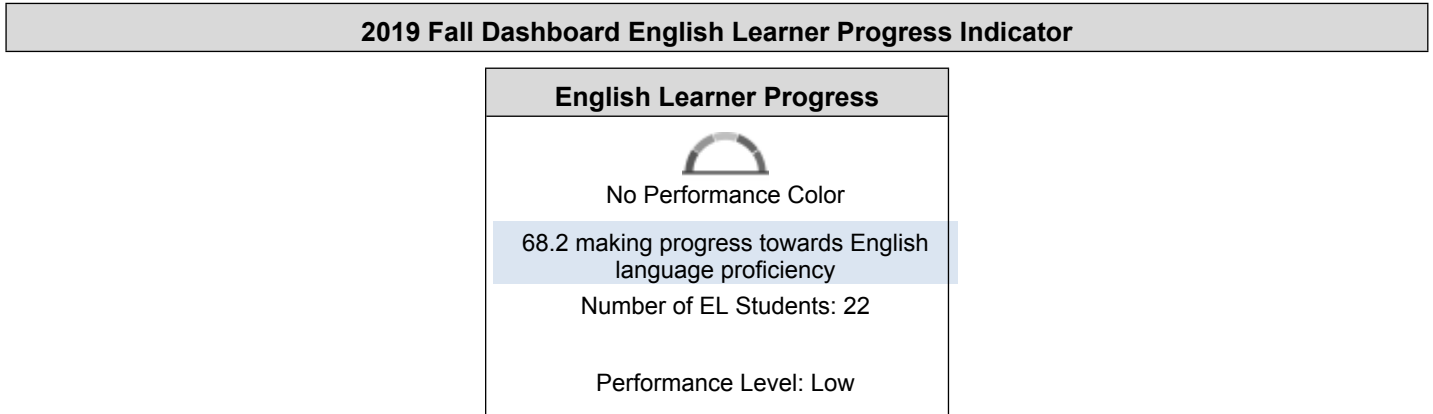 2019 Fall Dashboard English Learner Progress Indicator
English Learner Progress
No Performance Color
68.2 making progress towards English
language proficiency
Number of EL Students: 22
Performance Level: Low